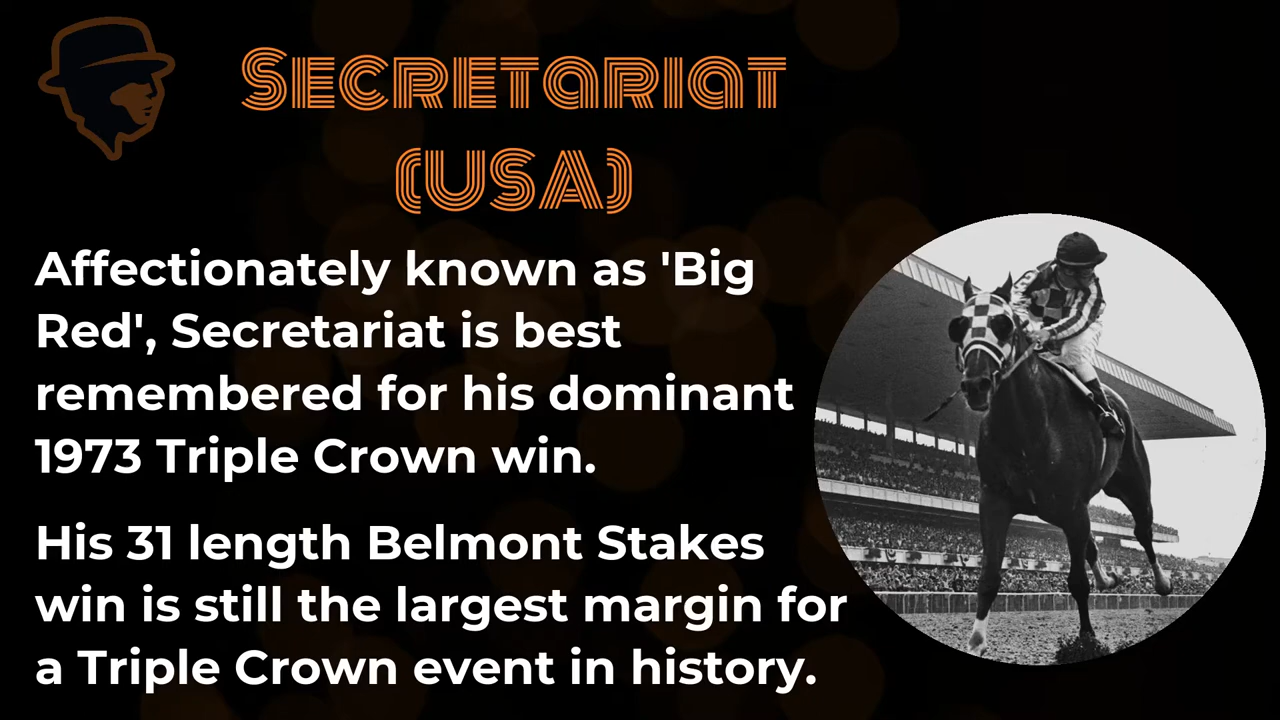 Secretariat
(USA)
Affectionately known as 'Big
Red', Secretariat is best
remembered for his dominant
1973 Triple Crown win.
His 31 length Belmont Stakes
win is still the largest margin for
a Triple Crown event in history.